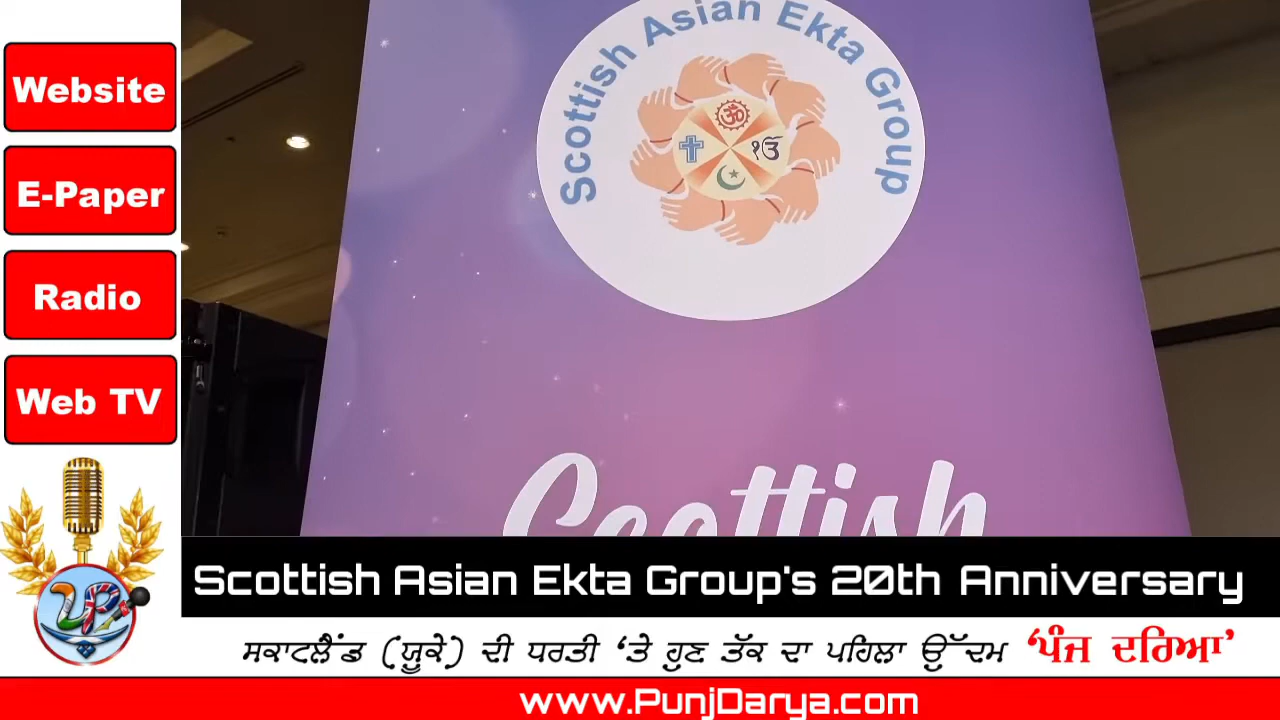 Website
E-Paper
Radio
Web TV
Scottish Asian Ekta Group
ॐ
ੴ
Scottish
Scottish Asian Ekta Group's 20th Anniversary
ਸਕਾਟਲੈਂਡ (ਯੂਕੇ) ਦੀ ਧਰਤੀ ‘ਤੇ ਹੁਣ ਤੱਕ ਦਾ ਪਹਿਲਾ ਉੱਦਮ ‘ਪੰਜ ਦਰਿਆ’
www.PunjDarya.com